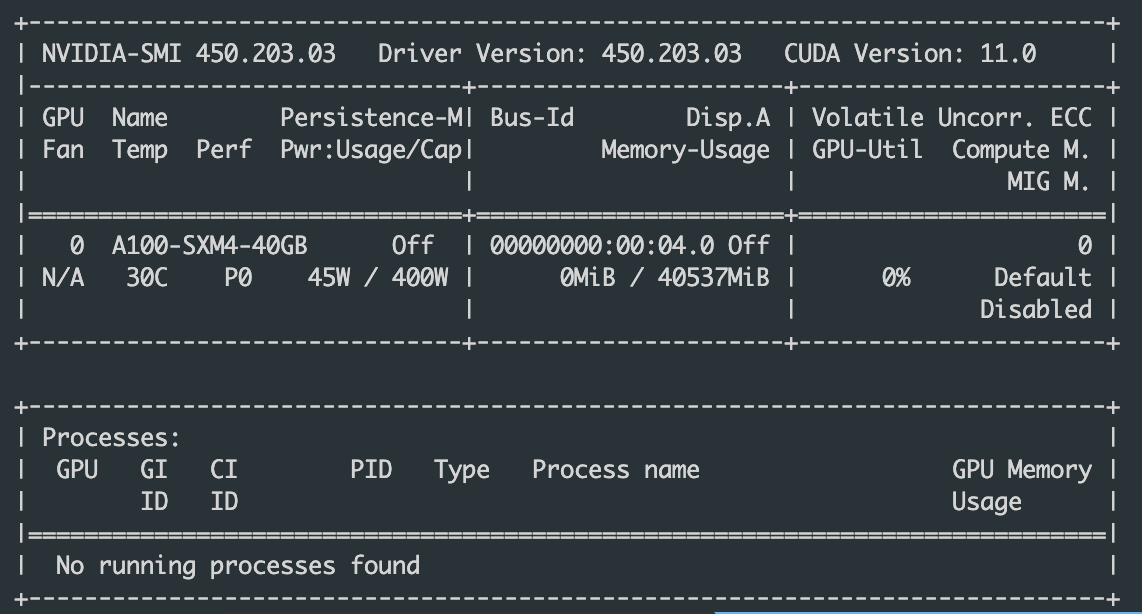 +-----------------------------------------------------------------------------+
| NVIDIA-SMI 450.203.03   Driver Version: 450.203.03   CUDA Version: 11.0     |
|-------------------------------+----------------------+----------------------+
| GPU  Name        Persistence-M| Bus-Id        Disp.A | Volatile Uncorr. ECC |
| Fan  Temp  Perf  Pwr:Usage/Cap|         Memory-Usage | GPU-Util  Compute M. |
|                               |                      |               MIG M. |
|===============================+======================+======================|
|   0  A100-SXM4-40GB      Off  | 00000000:00:04.0 Off |                    0 |
| N/A   30C    P0    45W / 400W |      0MiB / 40537MiB |      0%      Default |
|                               |                      |             Disabled |
+-------------------------------+----------------------+----------------------+

+-----------------------------------------------------------------------------+
| Processes:                                                                  |
|  GPU   GI   CI        PID   Type   Process name                  GPU Memory |
|        ID   ID                                                   Usage      |
|=============================================================================|
|  No running processes found                                                 |
+-----------------------------------------------------------------------------+